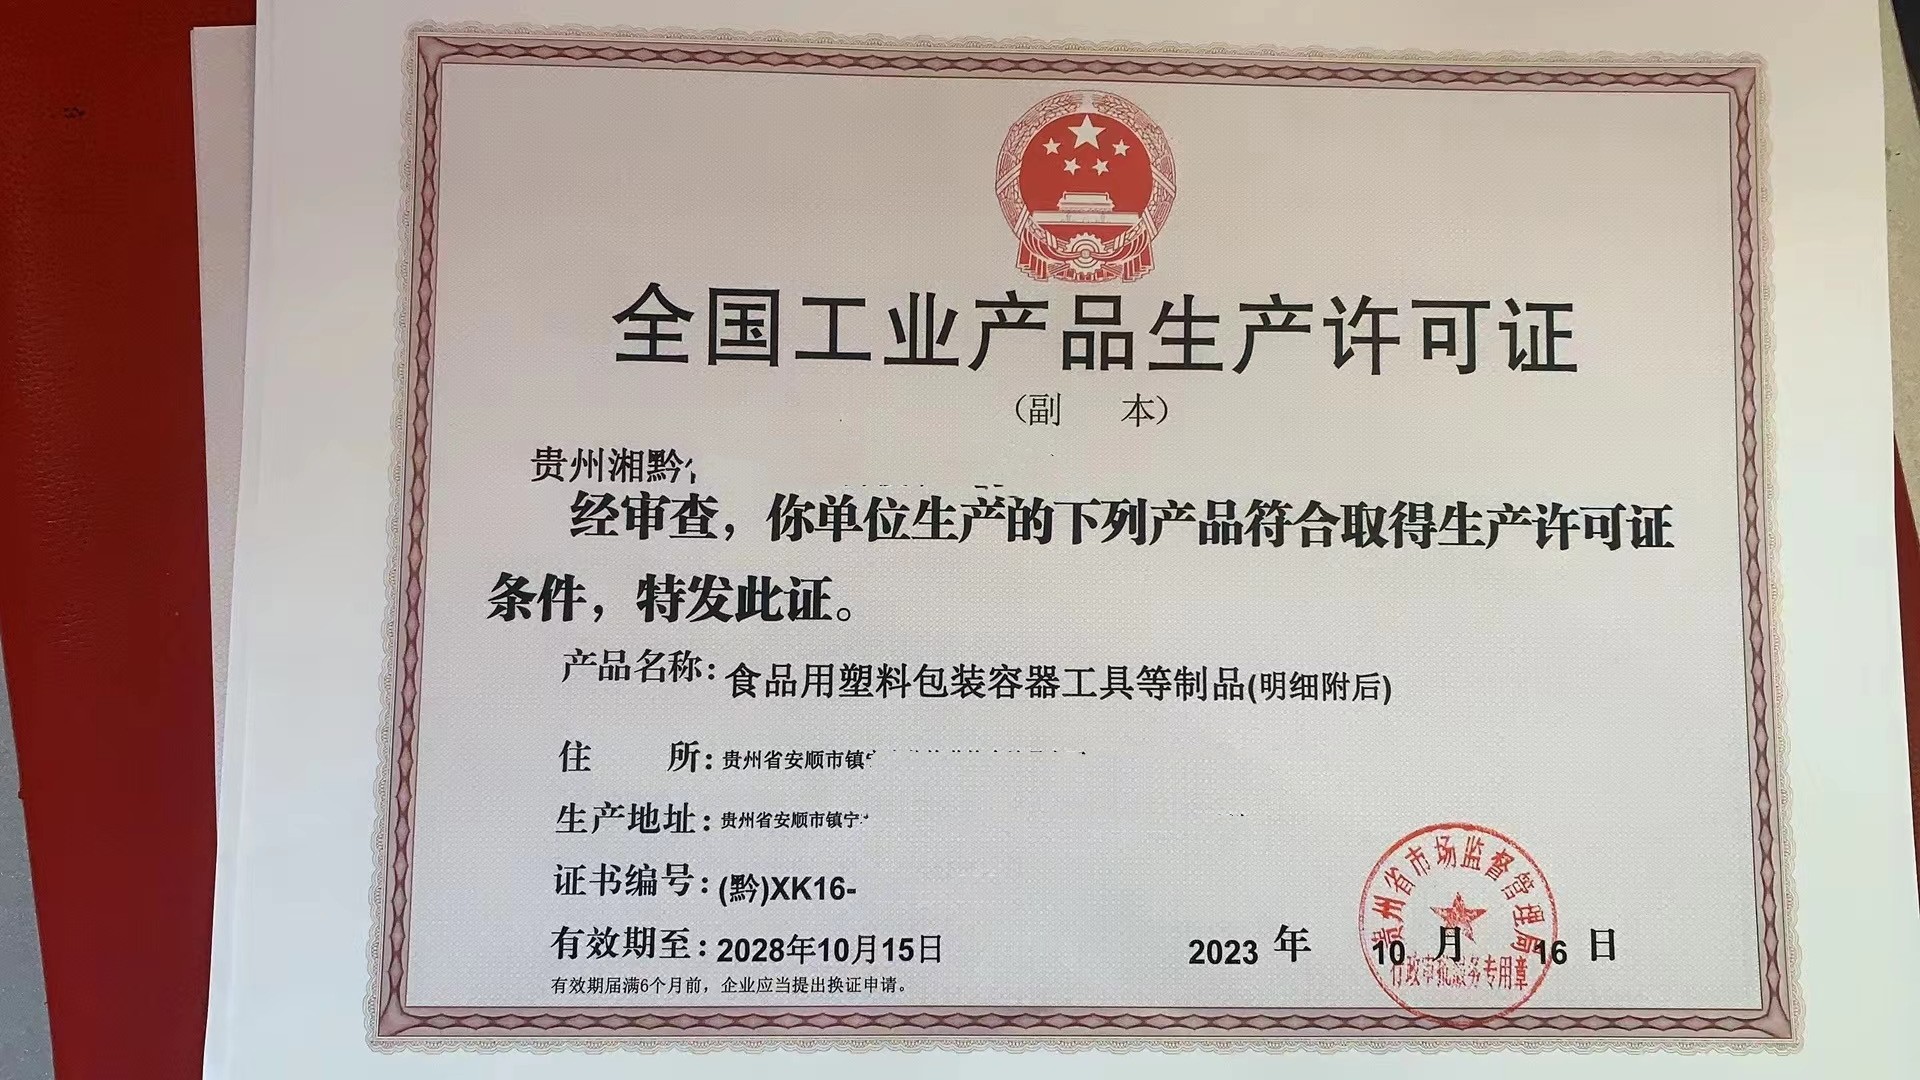 全国工业产品生产许可证
(副 本)
贵州湘黔
经审查，你单位生产的下列产品符合取得生产许可证
条件，特发此证。
产品名称：食品用塑料包装容器工具等制品(明细附后)
住 所：贵州省安顺市镇
生产地址：贵州省安顺市镇宁
证书编号：(黔)XK16-
有效期至：2028年10月15日
2023 年 10 月 16 日
有效期届满6个月前，企业应当提出换证申请。
贵州省市场监督管理局
行政审批服务专用章